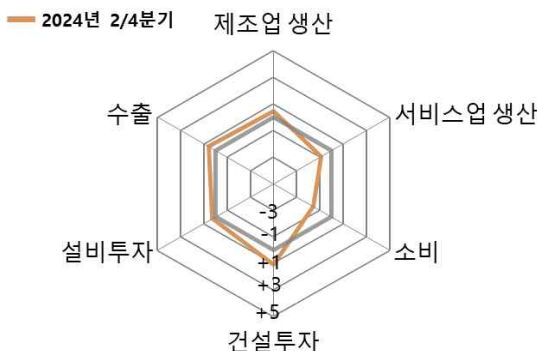 2024년 2/4분기
제조업 생산
수출
서비스업 생산
-3
-1
+1
+3
+5
설비투자
소비
건설투자